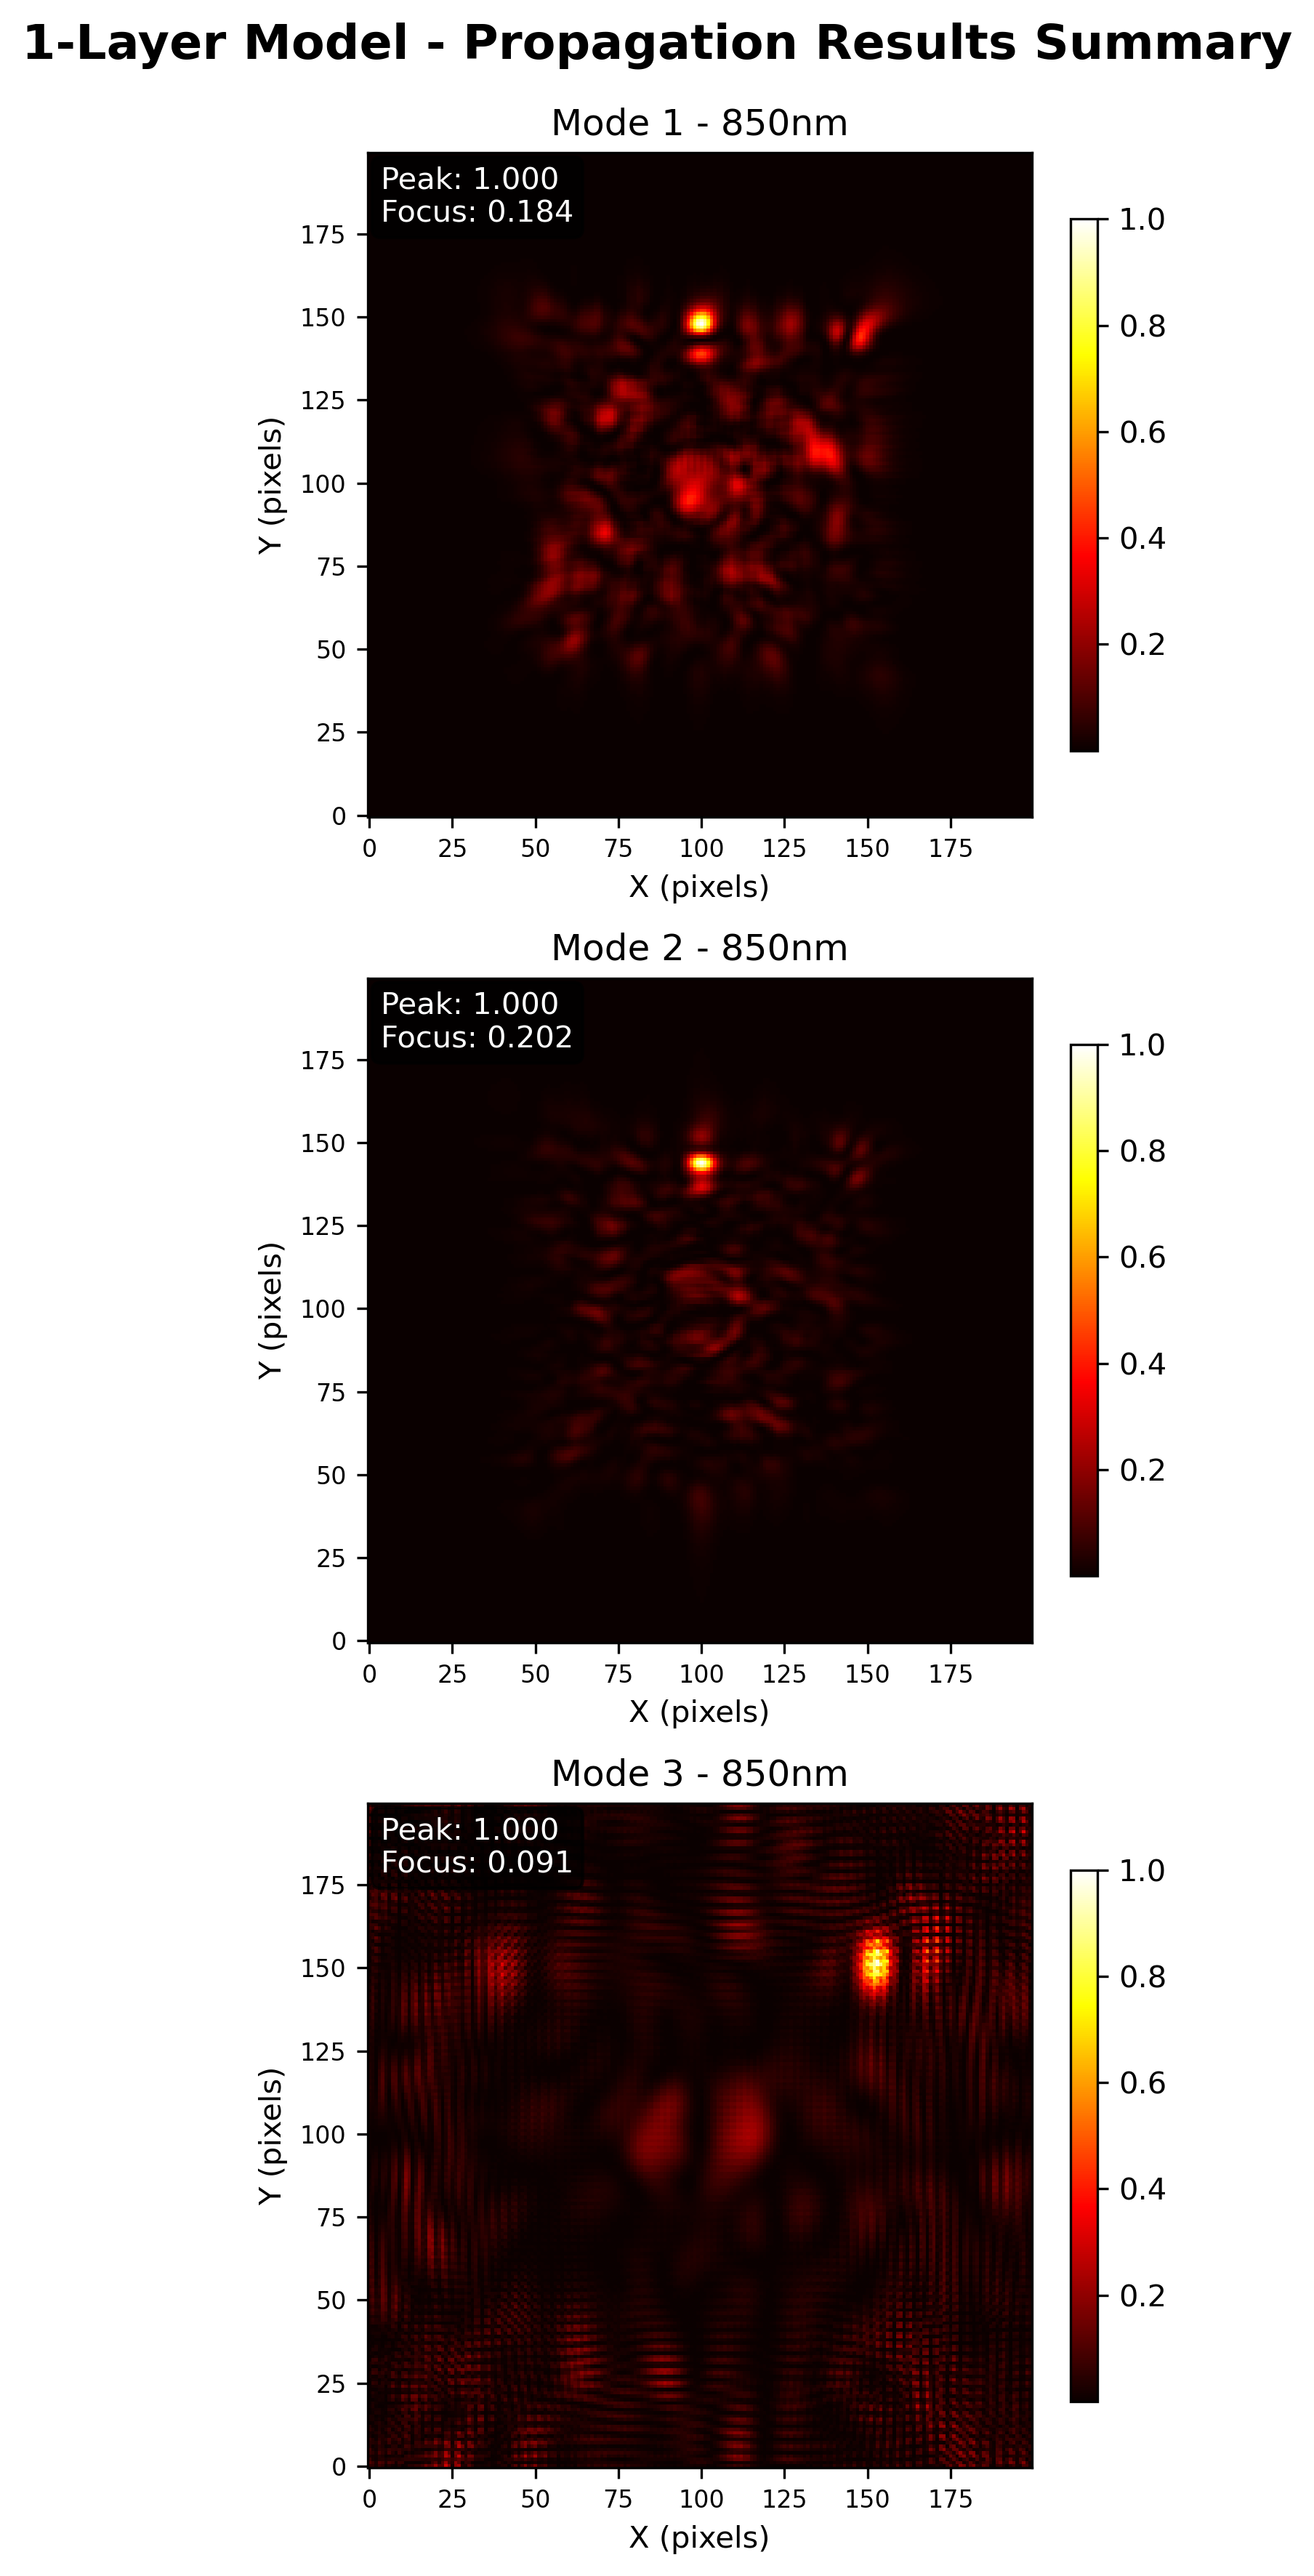 1-Layer Model - Propagation Results Summary
Mode 1 - 850nm
Peak: 1.000
Focus: 0.184
175
150
125
100
75
50
25
0
Y (pixels)
0 25 50 75 100 125 150 175
X (pixels)
1.0
0.8
0.6
0.4
0.2
Mode 2 - 850nm
Peak: 1.000
Focus: 0.202
175
150
125
100
75
50
25
0
Y (pixels)
0 25 50 75 100 125 150 175
X (pixels)
1.0
0.8
0.6
0.4
0.2
Mode 3 - 850nm
Peak: 1.000
Focus: 0.091
175
150
125
100
75
50
25
0
Y (pixels)
0 25 50 75 100 125 150 175
X (pixels)
1.0
0.8
0.6
0.4
0.2